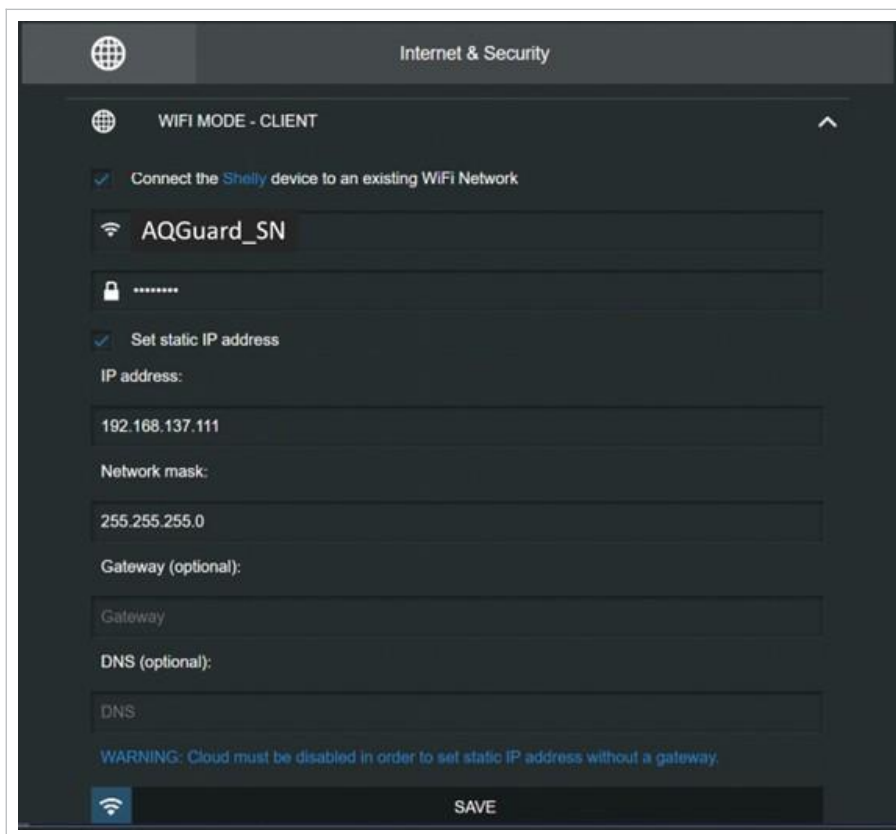 Internet & Security
WIFI MODE - CLIENT
Connect the Shelly device to an existing WiFi Network
AQGuard_SN
••••••••
Set static IP address
IP address:
192.168.137.111
Network mask:
255.255.255.0
Gateway (optional):
Gateway
DNS (optional):
DNS
WARNING: Cloud must be disabled in order to set static IP address without a gateway.
SAVE